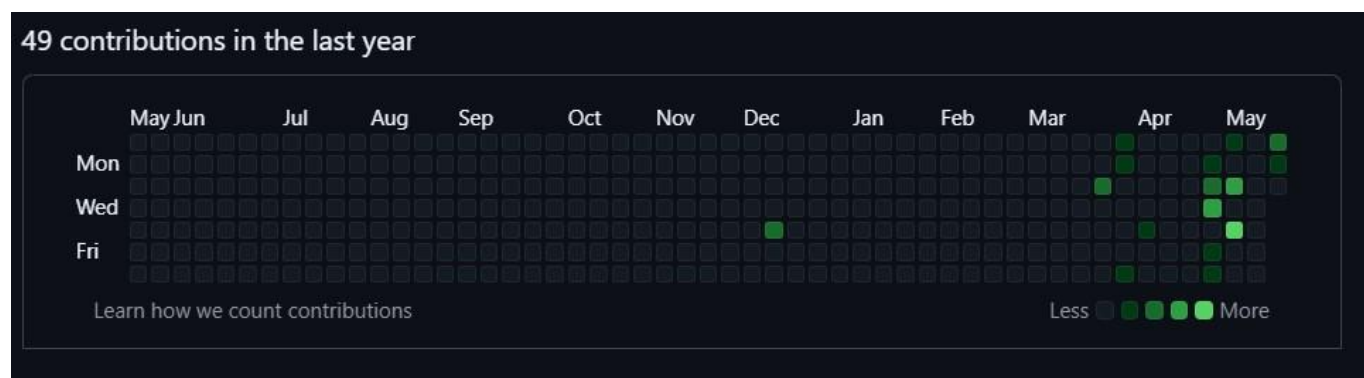 49 contributions in the last year
May Jun Jul Aug Sep Oct Nov Dec Jan Feb Mar Apr May
Mon
Wed
Fri
Learn how we count contributions Less More